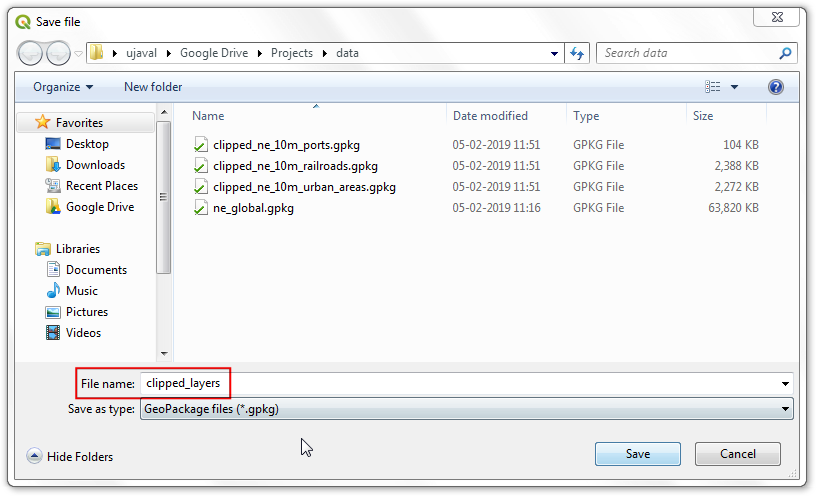 Save file
ujaval Google Drive Projects data
Search data
Organize New folder
Name Date modified Type Size
Favorites
Desktop
Downloads
Recent Places
Google Drive
Libraries
Documents
Music
Pictures
Videos
clipped_ne_10m_ports.gpkg 05-02-2019 11:51 GPKG File 104 KB
clipped_ne_10m_railroads.gpkg 05-02-2019 11:51 GPKG File 2,388 KB
clipped_ne_10m_urban_areas.gpkg 05-02-2019 11:51 GPKG File 2,272 KB
ne_global.gpkg 05-02-2019 11:16 GPKG File 63,820 KB
File name: clipped_layers
Save as type: GeoPackage files (*.gpkg)
Hide Folders Save Cancel